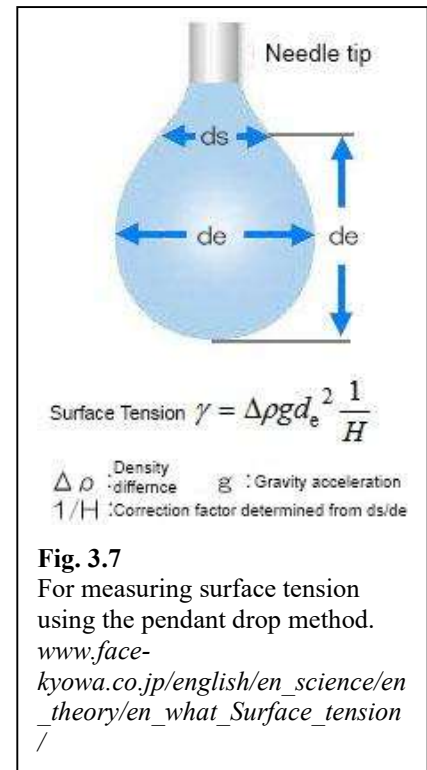 Needle tip
ds
de
de
Surface Tension γ = Δρgdₑ² 1/H
Δρ : Density differnce g : Gravity acceleration
1/H : Correction factor determined from ds/de
Fig. 3.7
For measuring surface tension
using the pendant drop method.
www.face-
kyowa.co.jp/english/en_science/en
_theory/en_what_Surface_tension
/